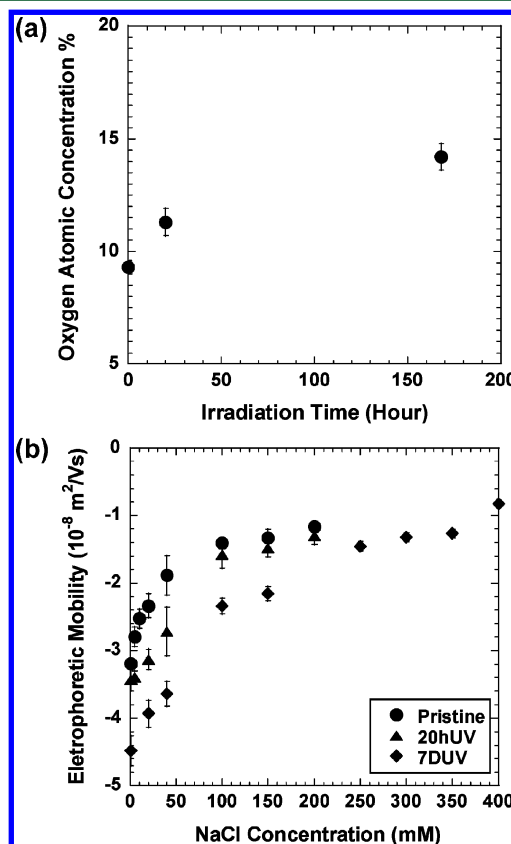 (a)
20
15
10
5
Oxygen Atomic Concentration %
0 50 100 150 200
Irradiation Time (Hour)
(b)
0
-1
-2
-3
-4
-5
Eletrophoretic Mobility (10⁻⁸ m²/Vs)
Pristine
20hUV
7DUV
0 50 100 150 200 250 300 350 400
NaCl Concentration (mM)